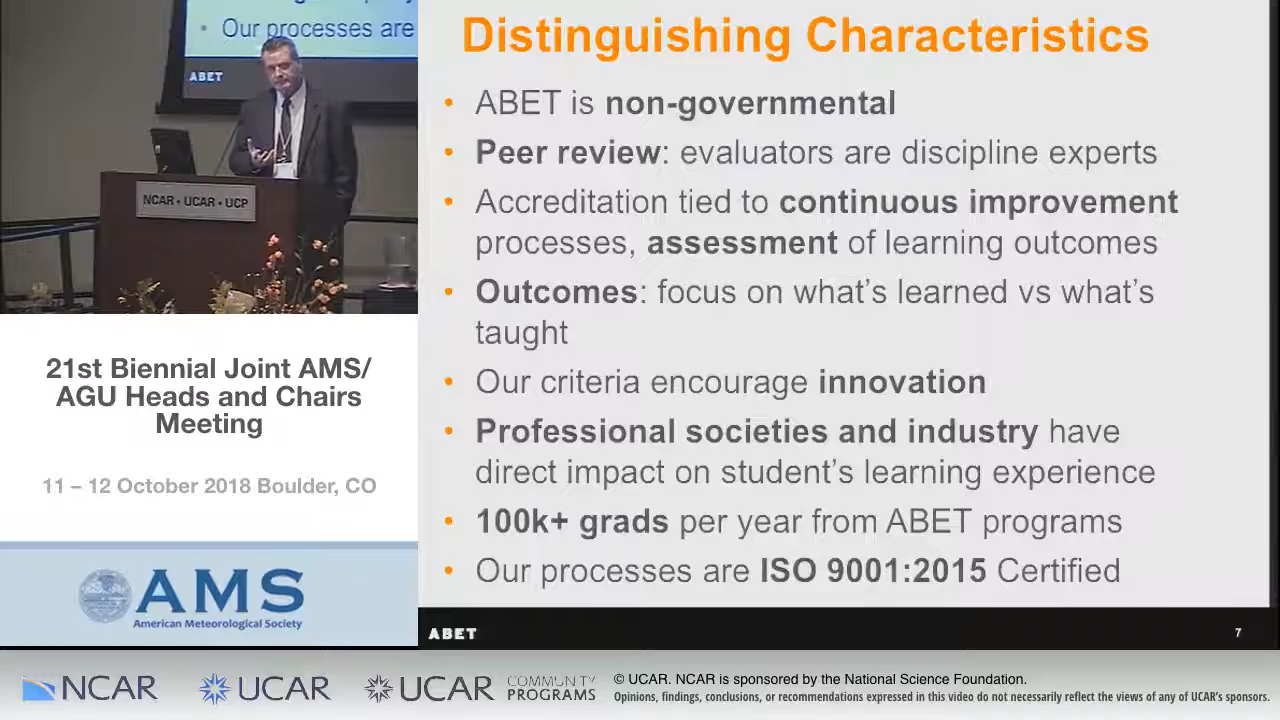 Our processes are
ABET
NCAR • UCAR • UCP
21st Biennial Joint AMS/
AGU Heads and Chairs
Meeting
11 – 12 October 2018 Boulder, CO
AMS
American Meteorological Society
Distinguishing Characteristics
• ABET is non-governmental
• Peer review: evaluators are discipline experts
• Accreditation tied to continuous improvement
processes, assessment of learning outcomes
• Outcomes: focus on what's learned vs what's
taught
• Our criteria encourage innovation
• Professional societies and industry have
direct impact on student's learning experience
• 100k+ grads per year from ABET programs
• Our processes are ISO 9001:2015 Certified
ABET
7
NCAR
UCAR
UCAR
COMMUNITY
PROGRAMS
© UCAR. NCAR is sponsored by the National Science Foundation.
Opinions, findings, conclusions, or recommendations expressed in this video do not necessarily reflect the views of any of UCAR's sponsors.